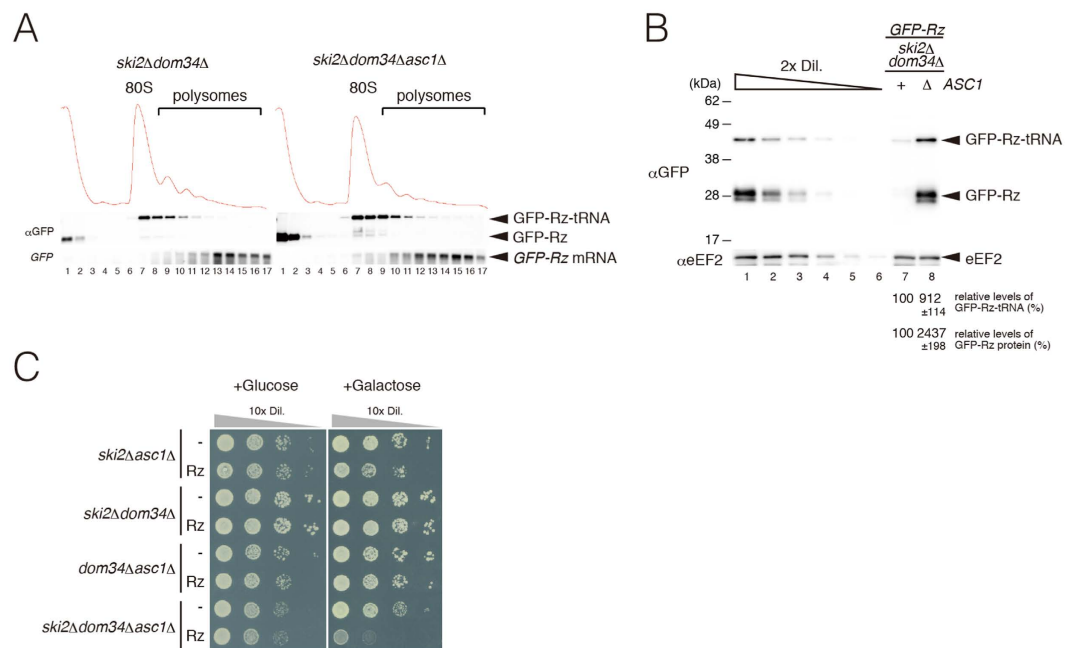 A
ski2Δdom34Δ
ski2Δdom34Δasc1Δ
80S
polysomes
80S
polysomes
αGFP
GFP
GFP-Rz-tRNA
GFP-Rz
GFP-Rz mRNA
1 2 3 4 5 6 7 8 9 10 11 12 13 14 15 16 17
1 2 3 4 5 6 7 8 9 10 11 12 13 14 15 16 17
B
GFP-Rz
ski2Δ
dom34Δ
2x Dil.
(kDa)
+ Δ ASC1
62
49
38
28
17
αGFP
GFP-Rz-tRNA
GFP-Rz
αeEF2
eEF2
1 2 3 4 5 6 7 8
100 912 relative levels of
±114 GFP-Rz-tRNA (%)
100 2437 relative levels of
±198 GFP-Rz protein (%)
C
+Glucose
+Galactose
10x Dil.
10x Dil.
ski2Δasc1Δ
-
Rz
ski2Δdom34Δ
-
Rz
dom34Δasc1Δ
-
Rz
ski2Δdom34Δasc1Δ
-
Rz